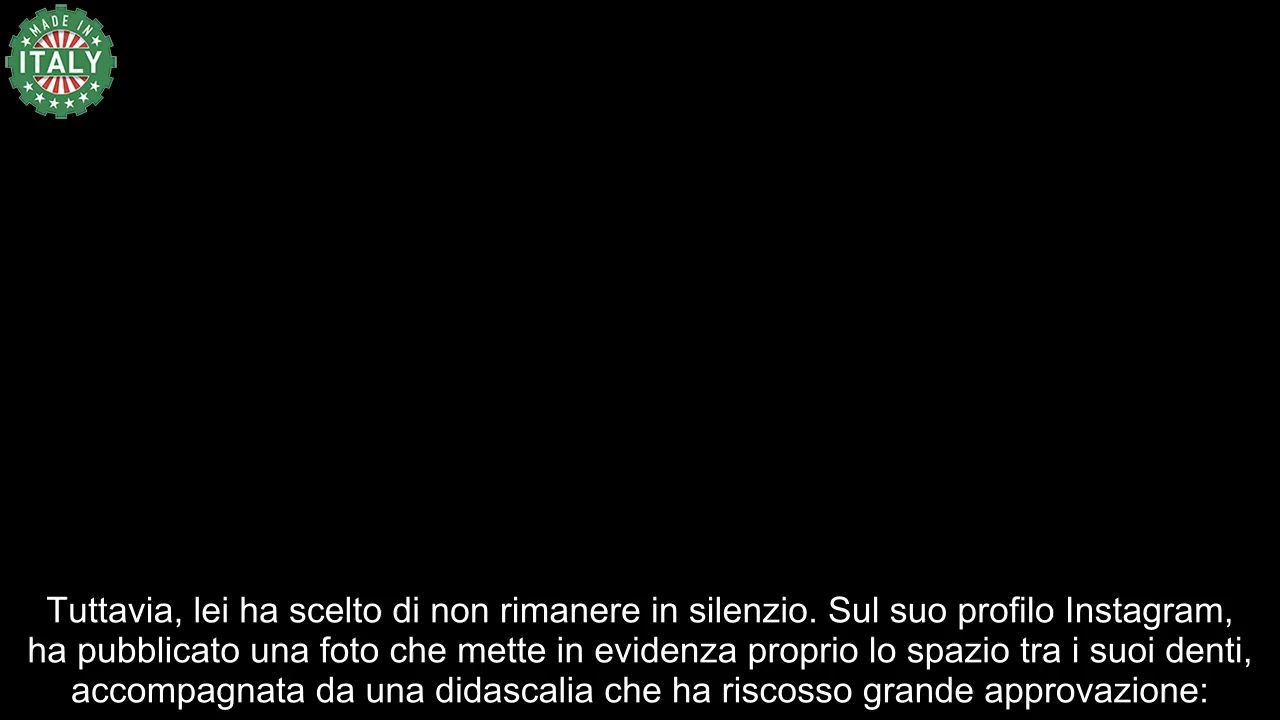 MADE IN
ITALY
Tuttavia, lei ha scelto di non rimanere in silenzio. Sul suo profilo Instagram,
ha pubblicato una foto che mette in evidenza proprio lo spazio tra i suoi denti,
accompagnata da una didascalia che ha riscosso grande approvazione: